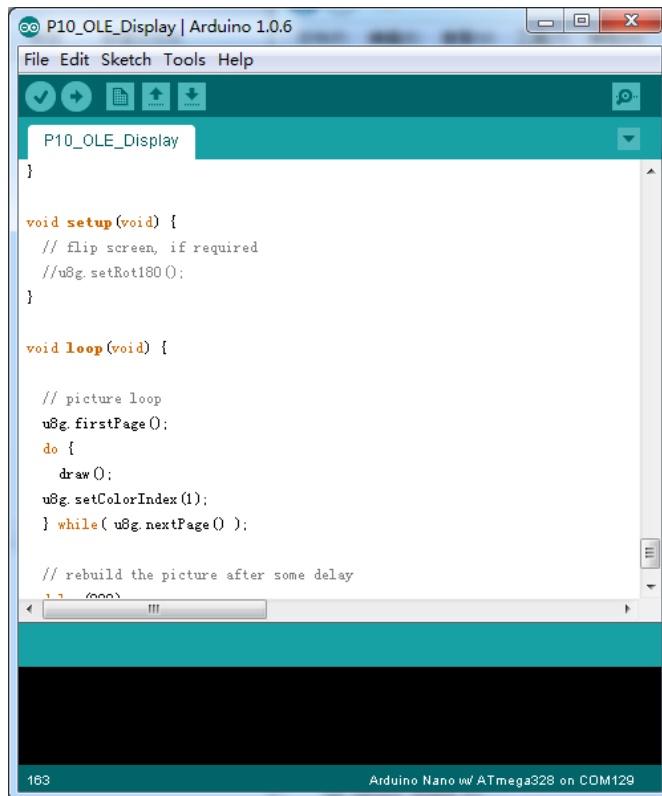 P10_OLE_Display | Arduino 1.0.6
File Edit Sketch Tools Help
P10_OLE_Display
}
void setup(void) {
// flip screen, if required
//u8g.setRot180();
}
void loop(void) {
// picture loop
u8g.firstPage();
do {
draw();
u8g.setColorIndex(1);
} while( u8g.nextPage() );
// rebuild the picture after some delay
163
Arduino Nano w/ ATmega328 on COM129